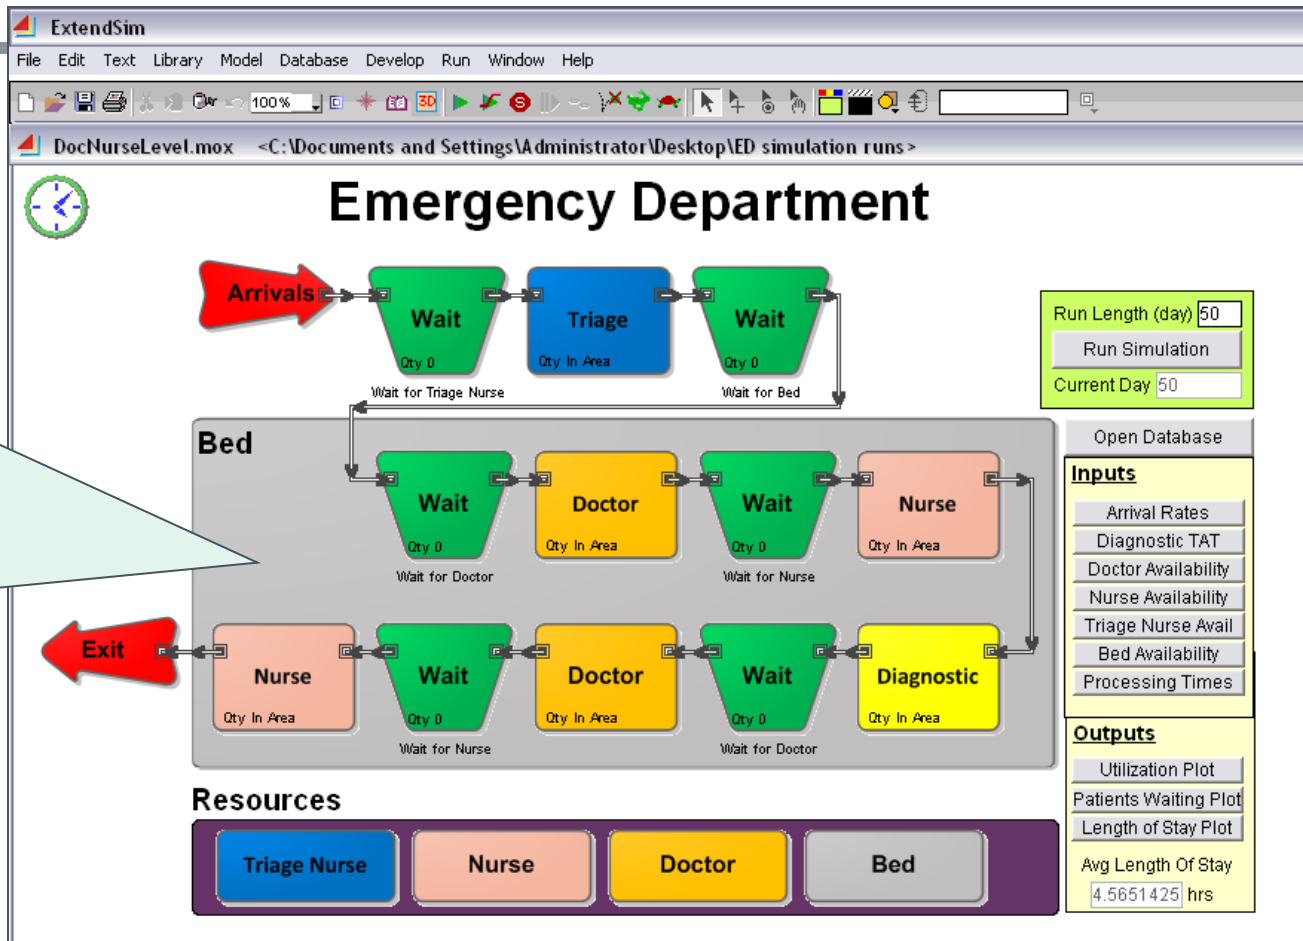 ExtendSim
File Edit Text Library Model Database Develop Run Window Help
100% 3D S
DocNurseLevel.mox <C:\Documents and Settings\Administrator\Desktop\ED simulation runs>
Emergency Department
Arrivals
Wait
Qty 0
Wait for Triage Nurse
Triage
Qty In Area
Wait
Qty 0
Wait for Bed
Run Length (day) 50
Run Simulation
Current Day 50
Open Database
Bed
Wait
Qty 0
Wait for Doctor
Doctor
Qty In Area
Wait
Qty 0
Wait for Nurse
Nurse
Qty In Area
Inputs
Arrival Rates
Diagnostic TAT
Doctor Availability
Nurse Availability
Triage Nurse Avail
Bed Availability
Processing Times
Exit
Nurse
Qty In Area
Wait
Qty 0
Wait for Nurse
Doctor
Qty In Area
Wait
Qty 0
Wait for Doctor
Diagnostic
Qty In Area
Outputs
Utilization Plot
Patients Waiting Plot
Length of Stay Plot
Avg Length Of Stay
4.5651425 hrs
Resources
Triage Nurse
Nurse
Doctor
Bed